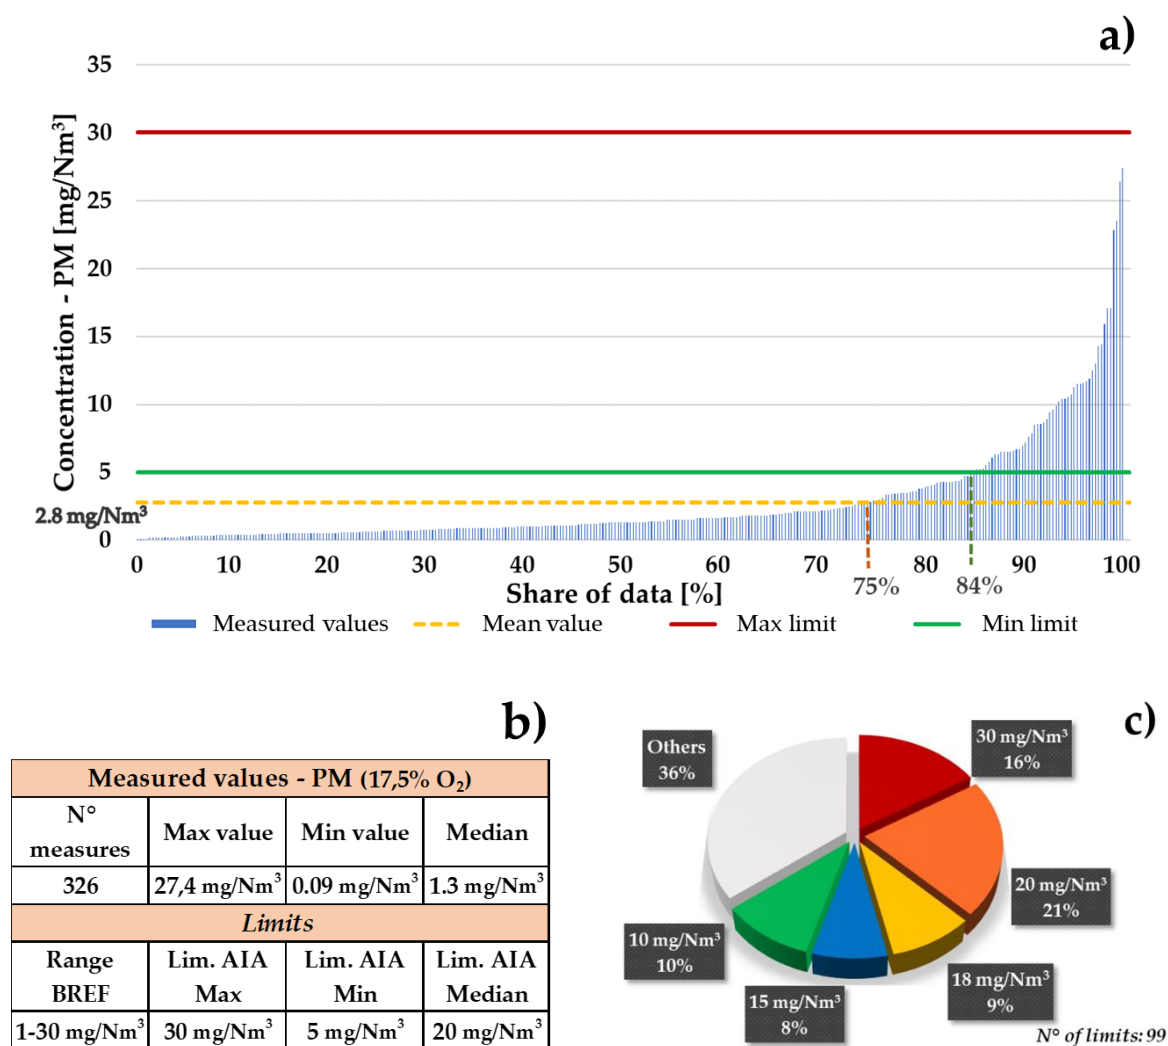 a)
Concentration - PM [mg/Nm³]
35
30
25
20
15
10
5
2.8 mg/Nm³
0
0 10 20 30 40 50 60 70 80 90 100
75% 84%
Share of data [%]
Measured values Mean value Max limit Min limit
b)
Measured values - PM (17,5% O₂)
N° measures Max value Min value Median
326 27,4 mg/Nm³ 0.09 mg/Nm³ 1.3 mg/Nm³
Limits
Range BREF Lim. AIA Max Lim. AIA Min Lim. AIA Median
1-30 mg/Nm³ 30 mg/Nm³ 5 mg/Nm³ 20 mg/Nm³
c)
Others
36%
30 mg/Nm³
16%
20 mg/Nm³
21%
18 mg/Nm³
9%
15 mg/Nm³
8%
10 mg/Nm³
10%
N° of limits: 99